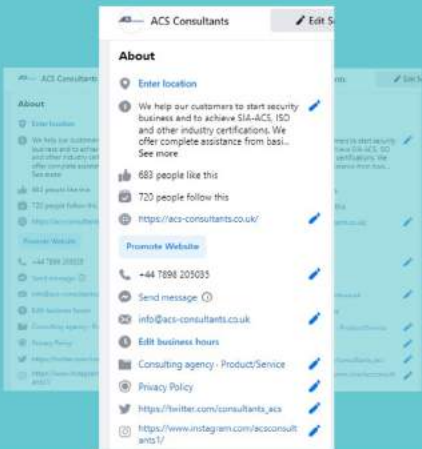 ACS Consultants
Edit S
About
Enter location
We help our customers to start security
business and to achieve SIA-ACS, ISO
and other industry certifications. We
offer complete assistance from basi...
See more
683 people like this
720 people follow this
https://acs-consultants.co.uk/
Promote Website
+44 7898 205035
Send message
info@acs-consultants.co.uk
Edit business hours
Consulting agency · Product/Service
Privacy Policy
https://twitter.com/consultants_acs
https://www.instagram.com/acsconsult
ants1/